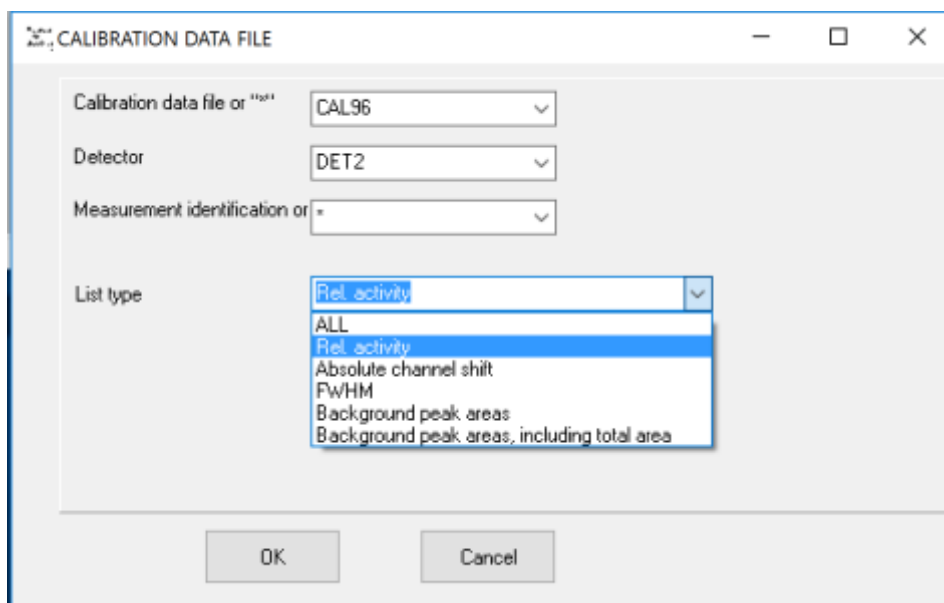 CALIBRATION DATA FILE
Calibration data file or "*"
CAL96
Detector
DET2
Measurement identification or
*
List type
Rel. activity
ALL
Rel. activity
Absolute channel shift
FWHM
Background peak areas
Background peak areas, including total area
OK
Cancel